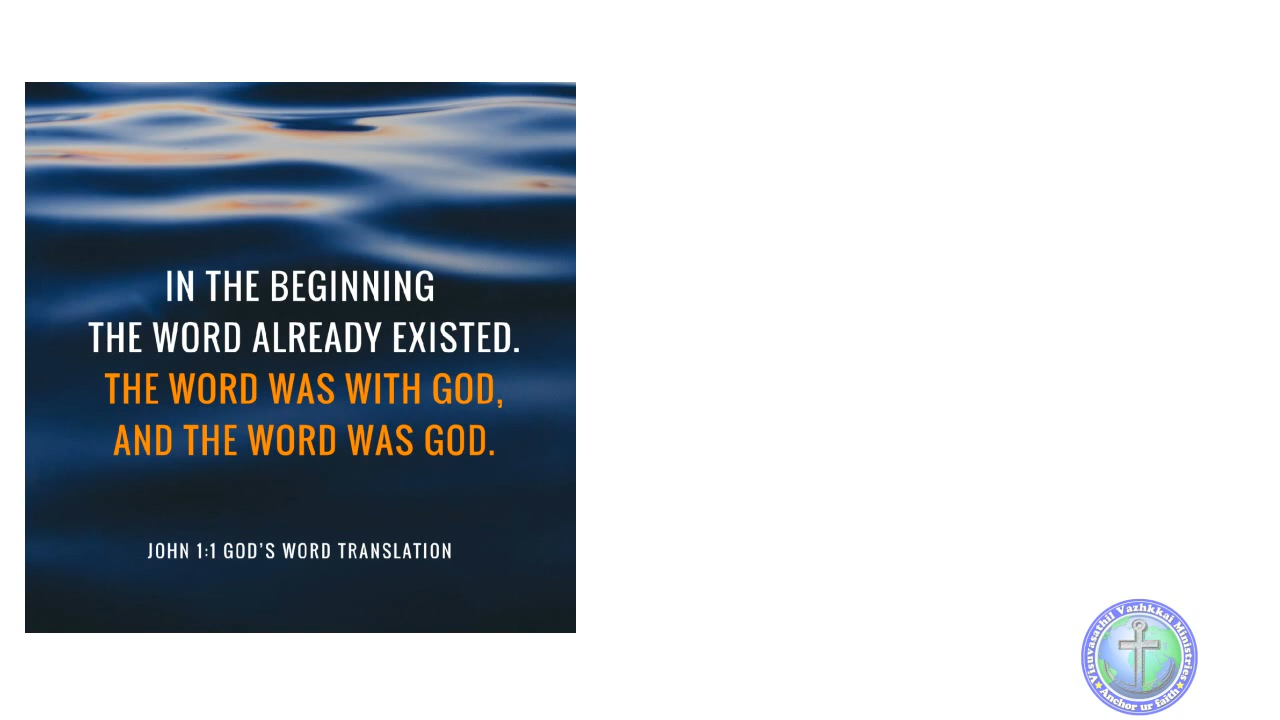 IN THE BEGINNING
THE WORD ALREADY EXISTED.
THE WORD WAS WITH GOD,
AND THE WORD WAS GOD.
JOHN 1:1 GOD'S WORD TRANSLATION
Visuvasathil Vazhkkai Ministries
Anchor ur faith